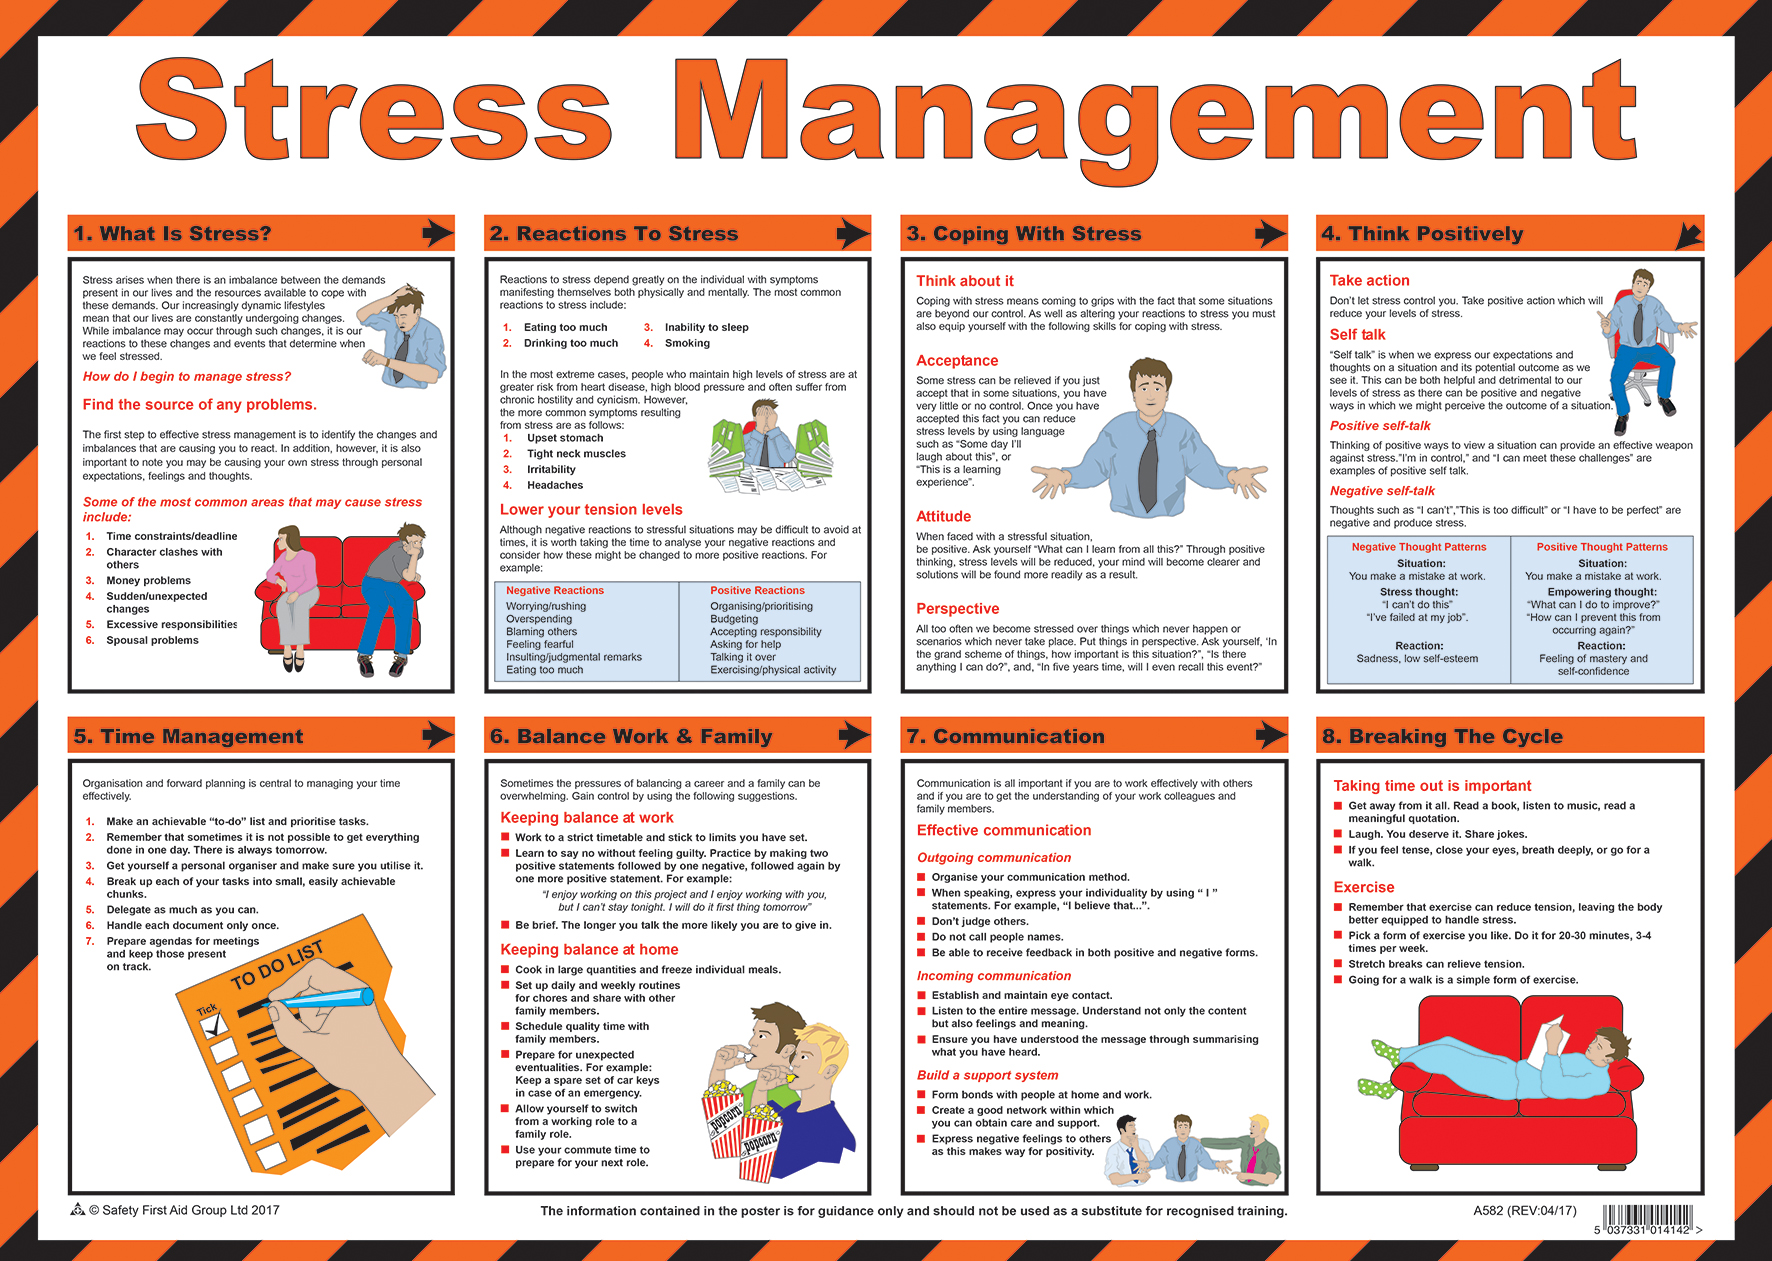 Stress Management
1. What Is Stress?
Stress arises when there is an imbalance between the demands
present in our lives and the resources available to cope with
these demands. Our increasingly dynamic lifestyles
mean that our lives are constantly undergoing changes.
While imbalance may occur through such changes, it is our
reactions to these changes and events that determine when
we feel stressed.
How do I begin to manage stress?
Find the source of any problems.
The first step to effective stress management is to identify the changes and
imbalances that are causing you to react. In addition, however, it is also
important to note you may be causing your own stress through personal
expectations, feelings and thoughts.
Some of the most common areas that may cause stress
include:
1. Time constraints/deadline
2. Character clashes with
others
3. Money problems
4. Sudden/unexpected
changes
5. Excessive responsibilities
6. Spousal problems
2. Reactions To Stress
Reactions to stress depend greatly on the individual with symptoms
manifesting themselves both physically and mentally. The most common
reactions to stress include:
1. Eating too much 3. Inability to sleep
2. Drinking too much 4. Smoking
In the most extreme cases, people who maintain high levels of stress are at
greater risk from heart disease, high blood pressure and often suffer from
chronic hostility and cynicism. However,
the more common symptoms resulting
from stress are as follows:
1. Upset stomach
2. Tight neck muscles
3. Irritability
4. Headaches
Lower your tension levels
Although negative reactions to stressful situations may be difficult to avoid at
times, it is worth taking the time to analyse your negative reactions and
consider how these might be changed to more positive reactions. For
example:
Negative Reactions
Worrying/rushing
Overspending
Blaming others
Feeling fearful
Insulting/judgmental remarks
Eating too much
Positive Reactions
Organising/prioritising
Budgeting
Accepting responsibility
Asking for help
Talking it over
Exercising/physical activity
3. Coping With Stress
Think about it
Coping with stress means coming to grips with the fact that some situations
are beyond our control. As well as altering your reactions to stress you must
also equip yourself with the following skills for coping with stress.
Acceptance
Some stress can be relieved if you just
accept that in some situations, you have
very little or no control. Once you have
accepted this fact you can reduce
stress levels by using language
such as “Some day I’ll
laugh about this”, or
“This is a learning
experience”.
Attitude
When faced with a stressful situation,
be positive. Ask yourself “What can I learn from all this?” Through positive
thinking, stress levels will be reduced, your mind will become clearer and
solutions will be found more readily as a result.
Perspective
All too often we become stressed over things which never happen or
scenarios which never take place. Put things in perspective. Ask yourself, ‘In
the grand scheme of things, how important is this situation?”, “Is there
anything I can do?”, and, “In five years time, will I even recall this event?”
4. Think Positively
Take action
Don’t let stress control you. Take positive action which will
reduce your levels of stress.
Self talk
“Self talk” is when we express our expectations and
thoughts on a situation and its potential outcome as we
see it. This can be both helpful and detrimental to our
levels of stress as there can be positive and negative
ways in which we might perceive the outcome of a situation.
Positive self-talk
Thinking of positive ways to view a situation can provide an effective weapon
against stress.”I’m in control,” and “I can meet these challenges” are
examples of positive self talk.
Negative self-talk
Thoughts such as “I can’t”,”This is too difficult” or “I have to be perfect” are
negative and produce stress.
Negative Thought Patterns
Situation:
You make a mistake at work.
Stress thought:
“I can’t do this”
“I’ve failed at my job”.
Reaction:
Sadness, low self-esteem
Positive Thought Patterns
Situation:
You make a mistake at work.
Empowering thought:
“What can I do to improve?”
“How can I prevent this from
occurring again?”
Reaction:
Feeling of mastery and
self-confidence
5. Time Management
Organisation and forward planning is central to managing your time
effectively.
1. Make an achievable “to-do” list and prioritise tasks.
2. Remember that sometimes it is not possible to get everything
done in one day. There is always tomorrow.
3. Get yourself a personal organiser and make sure you utilise it.
4. Break up each of your tasks into small, easily achievable
chunks.
5. Delegate as much as you can.
6. Handle each document only once.
7. Prepare agendas for meetings
and keep those present
on track.
TO DO LIST
Tick
6. Balance Work & Family
Sometimes the pressures of balancing a career and a family can be
overwhelming. Gain control by using the following suggestions.
Keeping balance at work
Work to a strict timetable and stick to limits you have set.
Learn to say no without feeling guilty. Practice by making two
positive statements followed by one negative, followed again by
one more positive statement. For example:
“I enjoy working on this project and I enjoy working with you,
but I can’t stay tonight. I will do it first thing tomorrow”
Be brief. The longer you talk the more likely you are to give in.
Keeping balance at home
Cook in large quantities and freeze individual meals.
Set up daily and weekly routines
for chores and share with other
family members.
Schedule quality time with
family members.
Prepare for unexpected
eventualities. For example:
Keep a spare set of car keys
in case of an emergency.
Allow yourself to switch
from a working role to a
family role.
Use your commute time to
prepare for your next role.
popcorn
popcorn
7. Communication
Communication is all important if you are to work effectively with others
and if you are to get the understanding of your work colleagues and
family members.
Effective communication
Outgoing communication
Organise your communication method.
When speaking, express your individuality by using “ I ”
statements. For example, “I believe that...”.
Don’t judge others.
Do not call people names.
Be able to receive feedback in both positive and negative forms.
Incoming communication
Establish and maintain eye contact.
Listen to the entire message. Understand not only the content
but also feelings and meaning.
Ensure you have understood the message through summarising
what you have heard.
Build a support system
Form bonds with people at home and work.
Create a good network within which
you can obtain care and support.
Express negative feelings to others
as this makes way for positivity.
8. Breaking The Cycle
Taking time out is important
Get away from it all. Read a book, listen to music, read a
meaningful quotation.
Laugh. You deserve it. Share jokes.
If you feel tense, close your eyes, breath deeply, or go for a
walk.
Exercise
Remember that exercise can reduce tension, leaving the body
better equipped to handle stress.
Pick a form of exercise you like. Do it for 20-30 minutes, 3-4
times per week.
Stretch breaks can relieve tension.
Going for a walk is a simple form of exercise.
© Safety First Aid Group Ltd 2017
The information contained in the poster is for guidance only and should not be used as a substitute for recognised training.
A582 (REV:04/17)
5 037331 014142 >